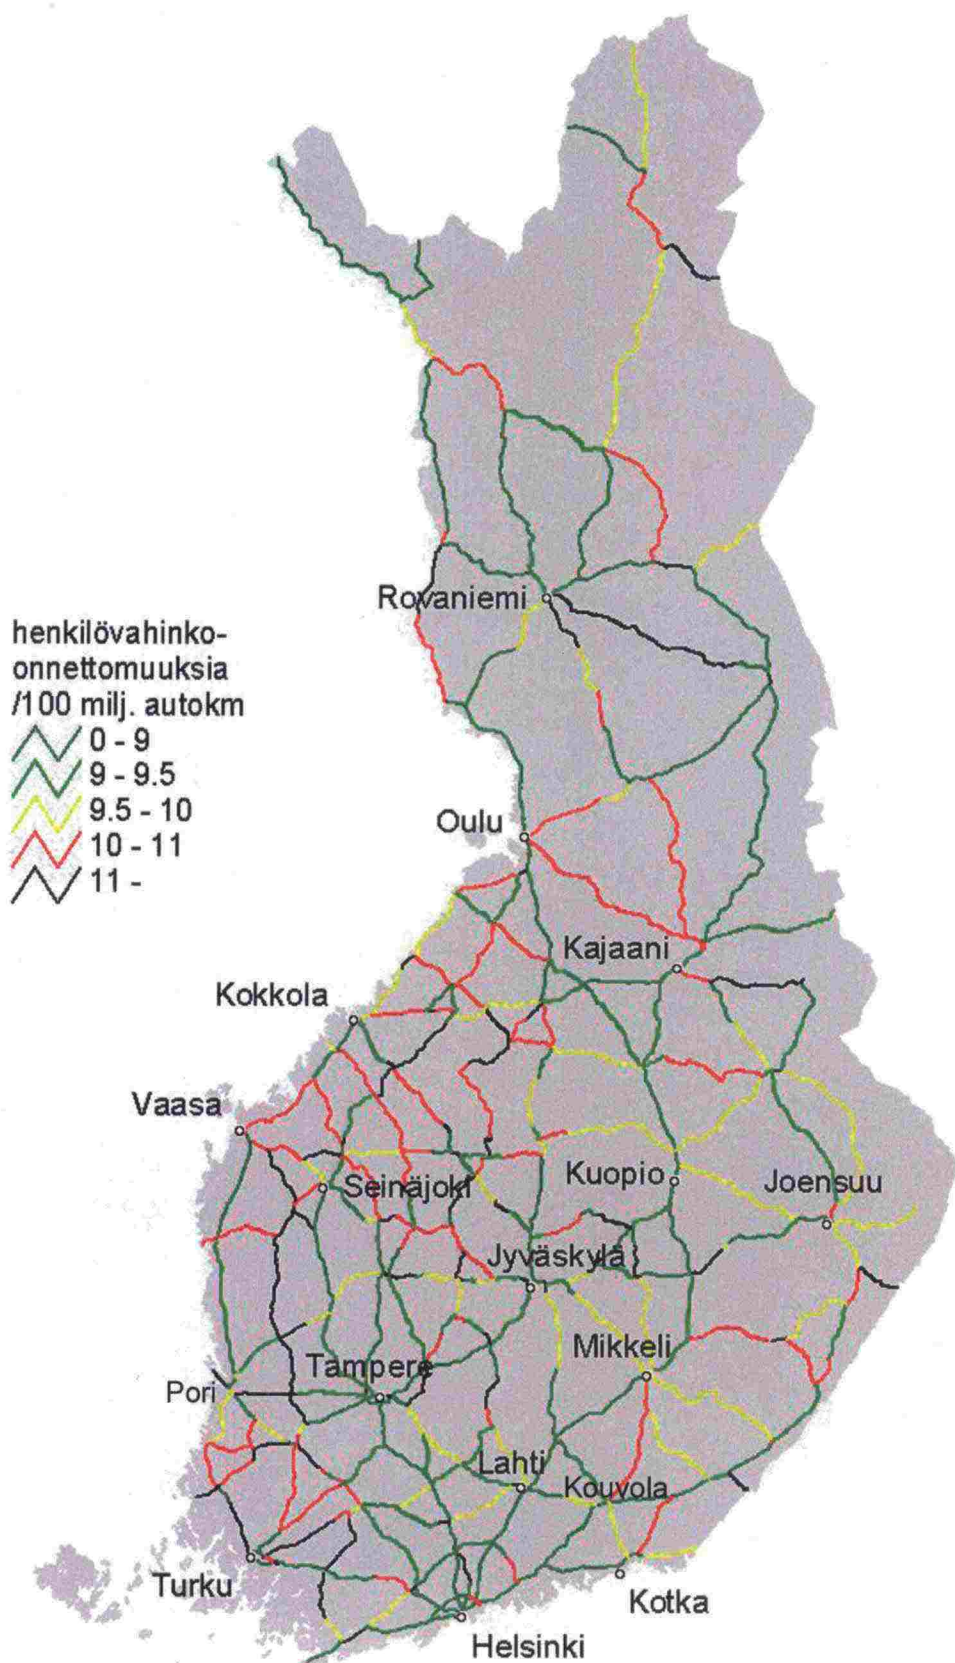 Rovaniemi
henkilövahinko-
onnettomuuksia
/100 milj. autokm
0 - 9
9 - 9.5
9.5 - 10
10 - 11
11 -
Oulu
Kajaani
Kokkola
Vaasa
Seinäjoki
Kuopio
Joensuu
Jyväskylä
Mikkeli
Tampere
Pori
Lahti
Kouvola
Turku
Kotka
Helsinki